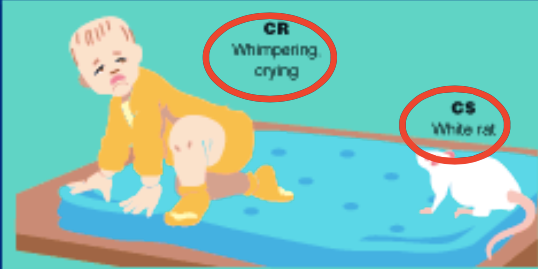 CR
Whimpering,
crying
CS
White rat